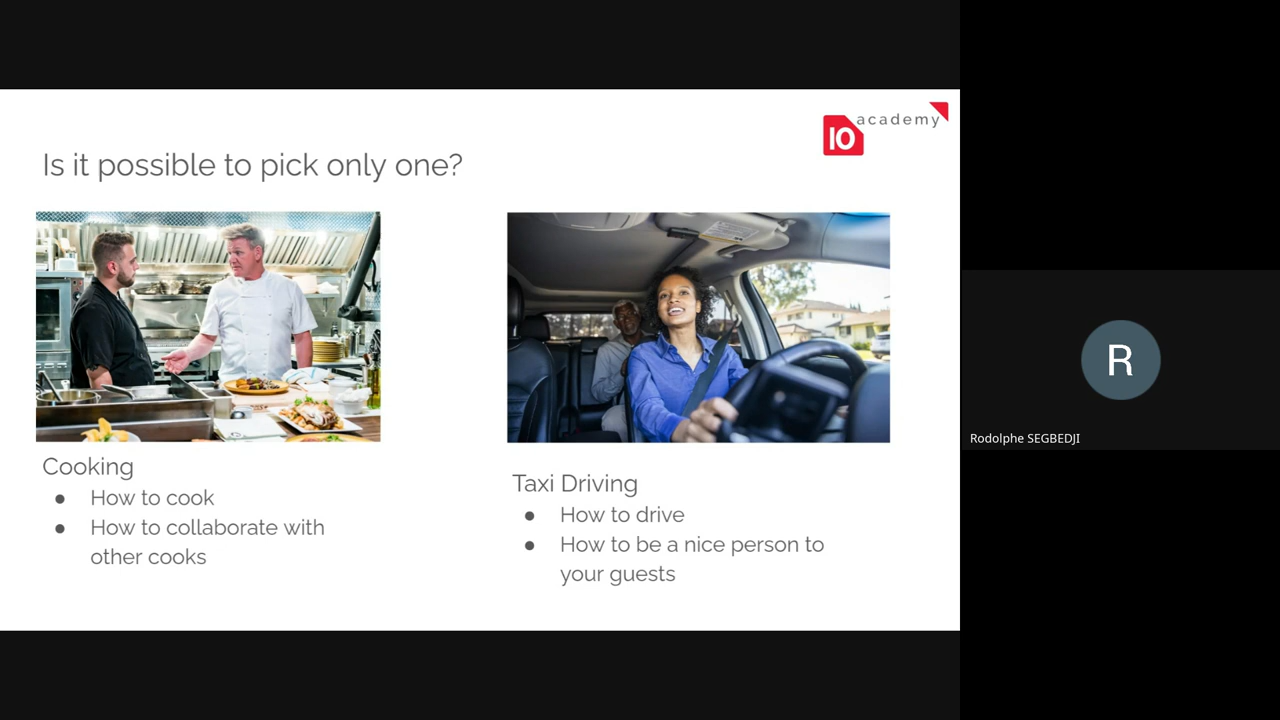 10 academy
Is it possible to pick only one?
Cooking
● How to cook
● How to collaborate with
other cooks
Taxi Driving
● How to drive
● How to be a nice person to
your guests
R
Rodolphe SEGBEDJI